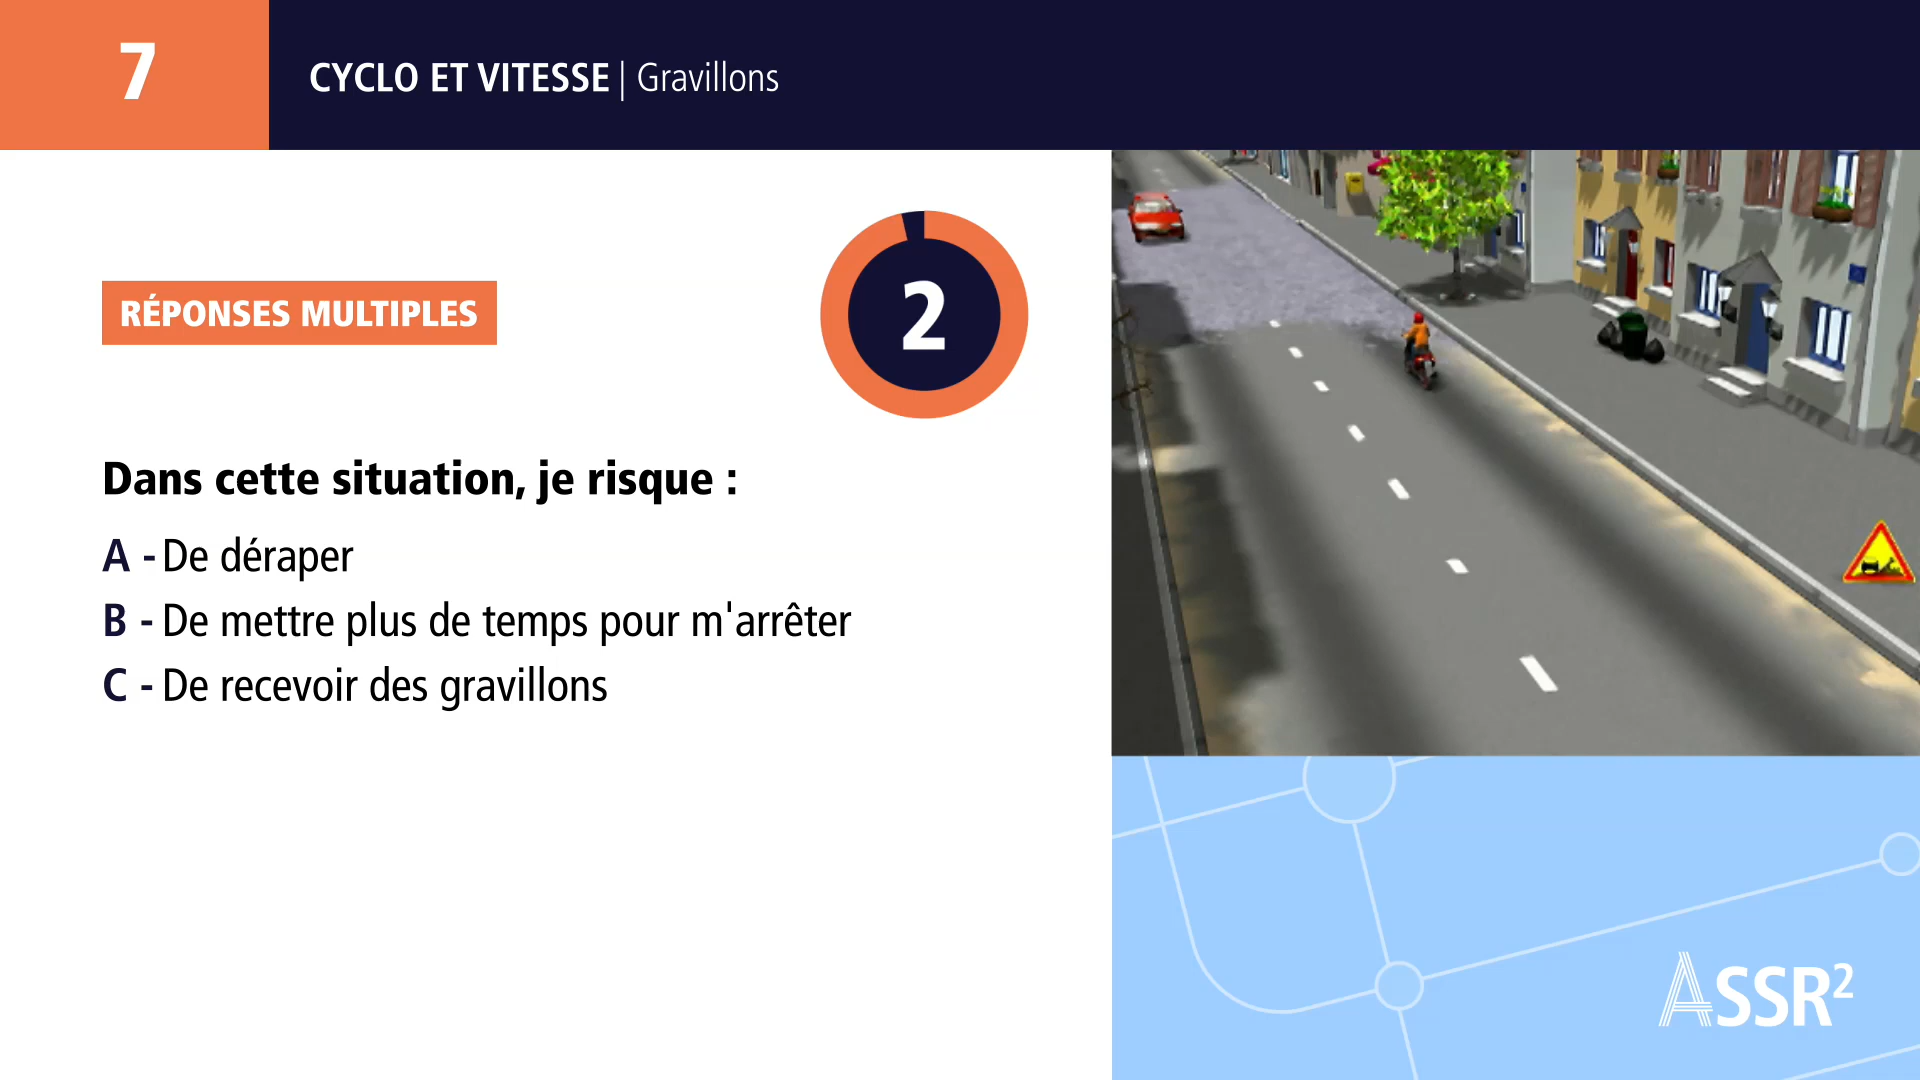 7
CYCLO ET VITESSE | Gravillons
RÉPONSES MULTIPLES
2
Dans cette situation, je risque :
A - De déraper
B - De mettre plus de temps pour m'arrêter
C - De recevoir des gravillons
ASSR²